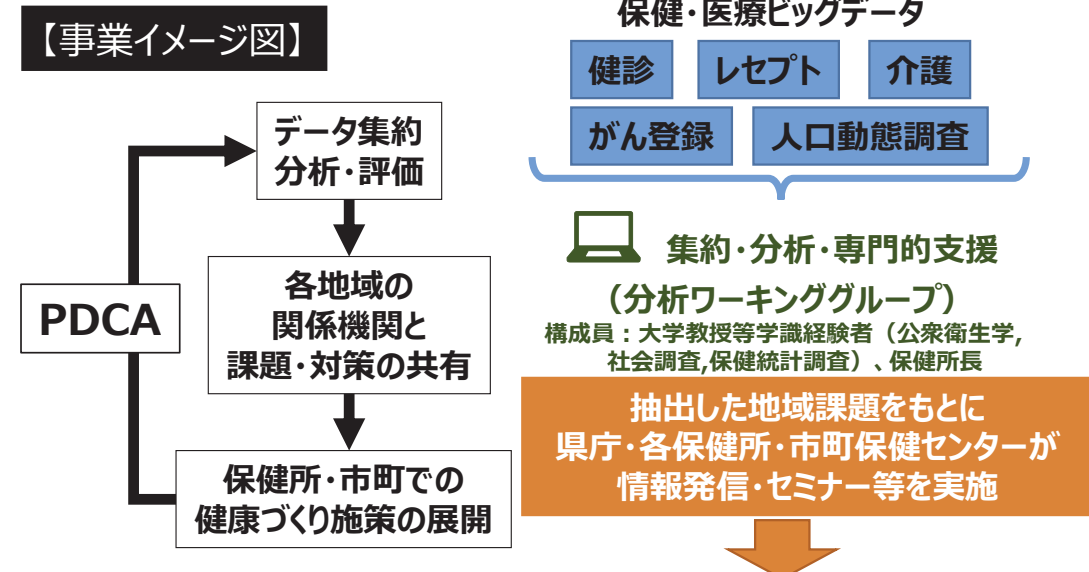 【事業イメージ図】
データ集約
分析・評価
各地域の
関係機関と
課題・対策の共有
PDCA
保健所・市町での
健康づくり施策の展開
保健・医療ビッグデータ
健診
レセプト
介護
がん登録
人口動態調査
集約・分析・専門的支援
（分析ワーキンググループ）
構成員：大学教授等学識経験者（公衆衛生学,
社会調査,保健統計調査）、保健所長
抽出した地域課題をもとに
県庁・各保健所・市町保健センターが
情報発信・セミナー等を実施